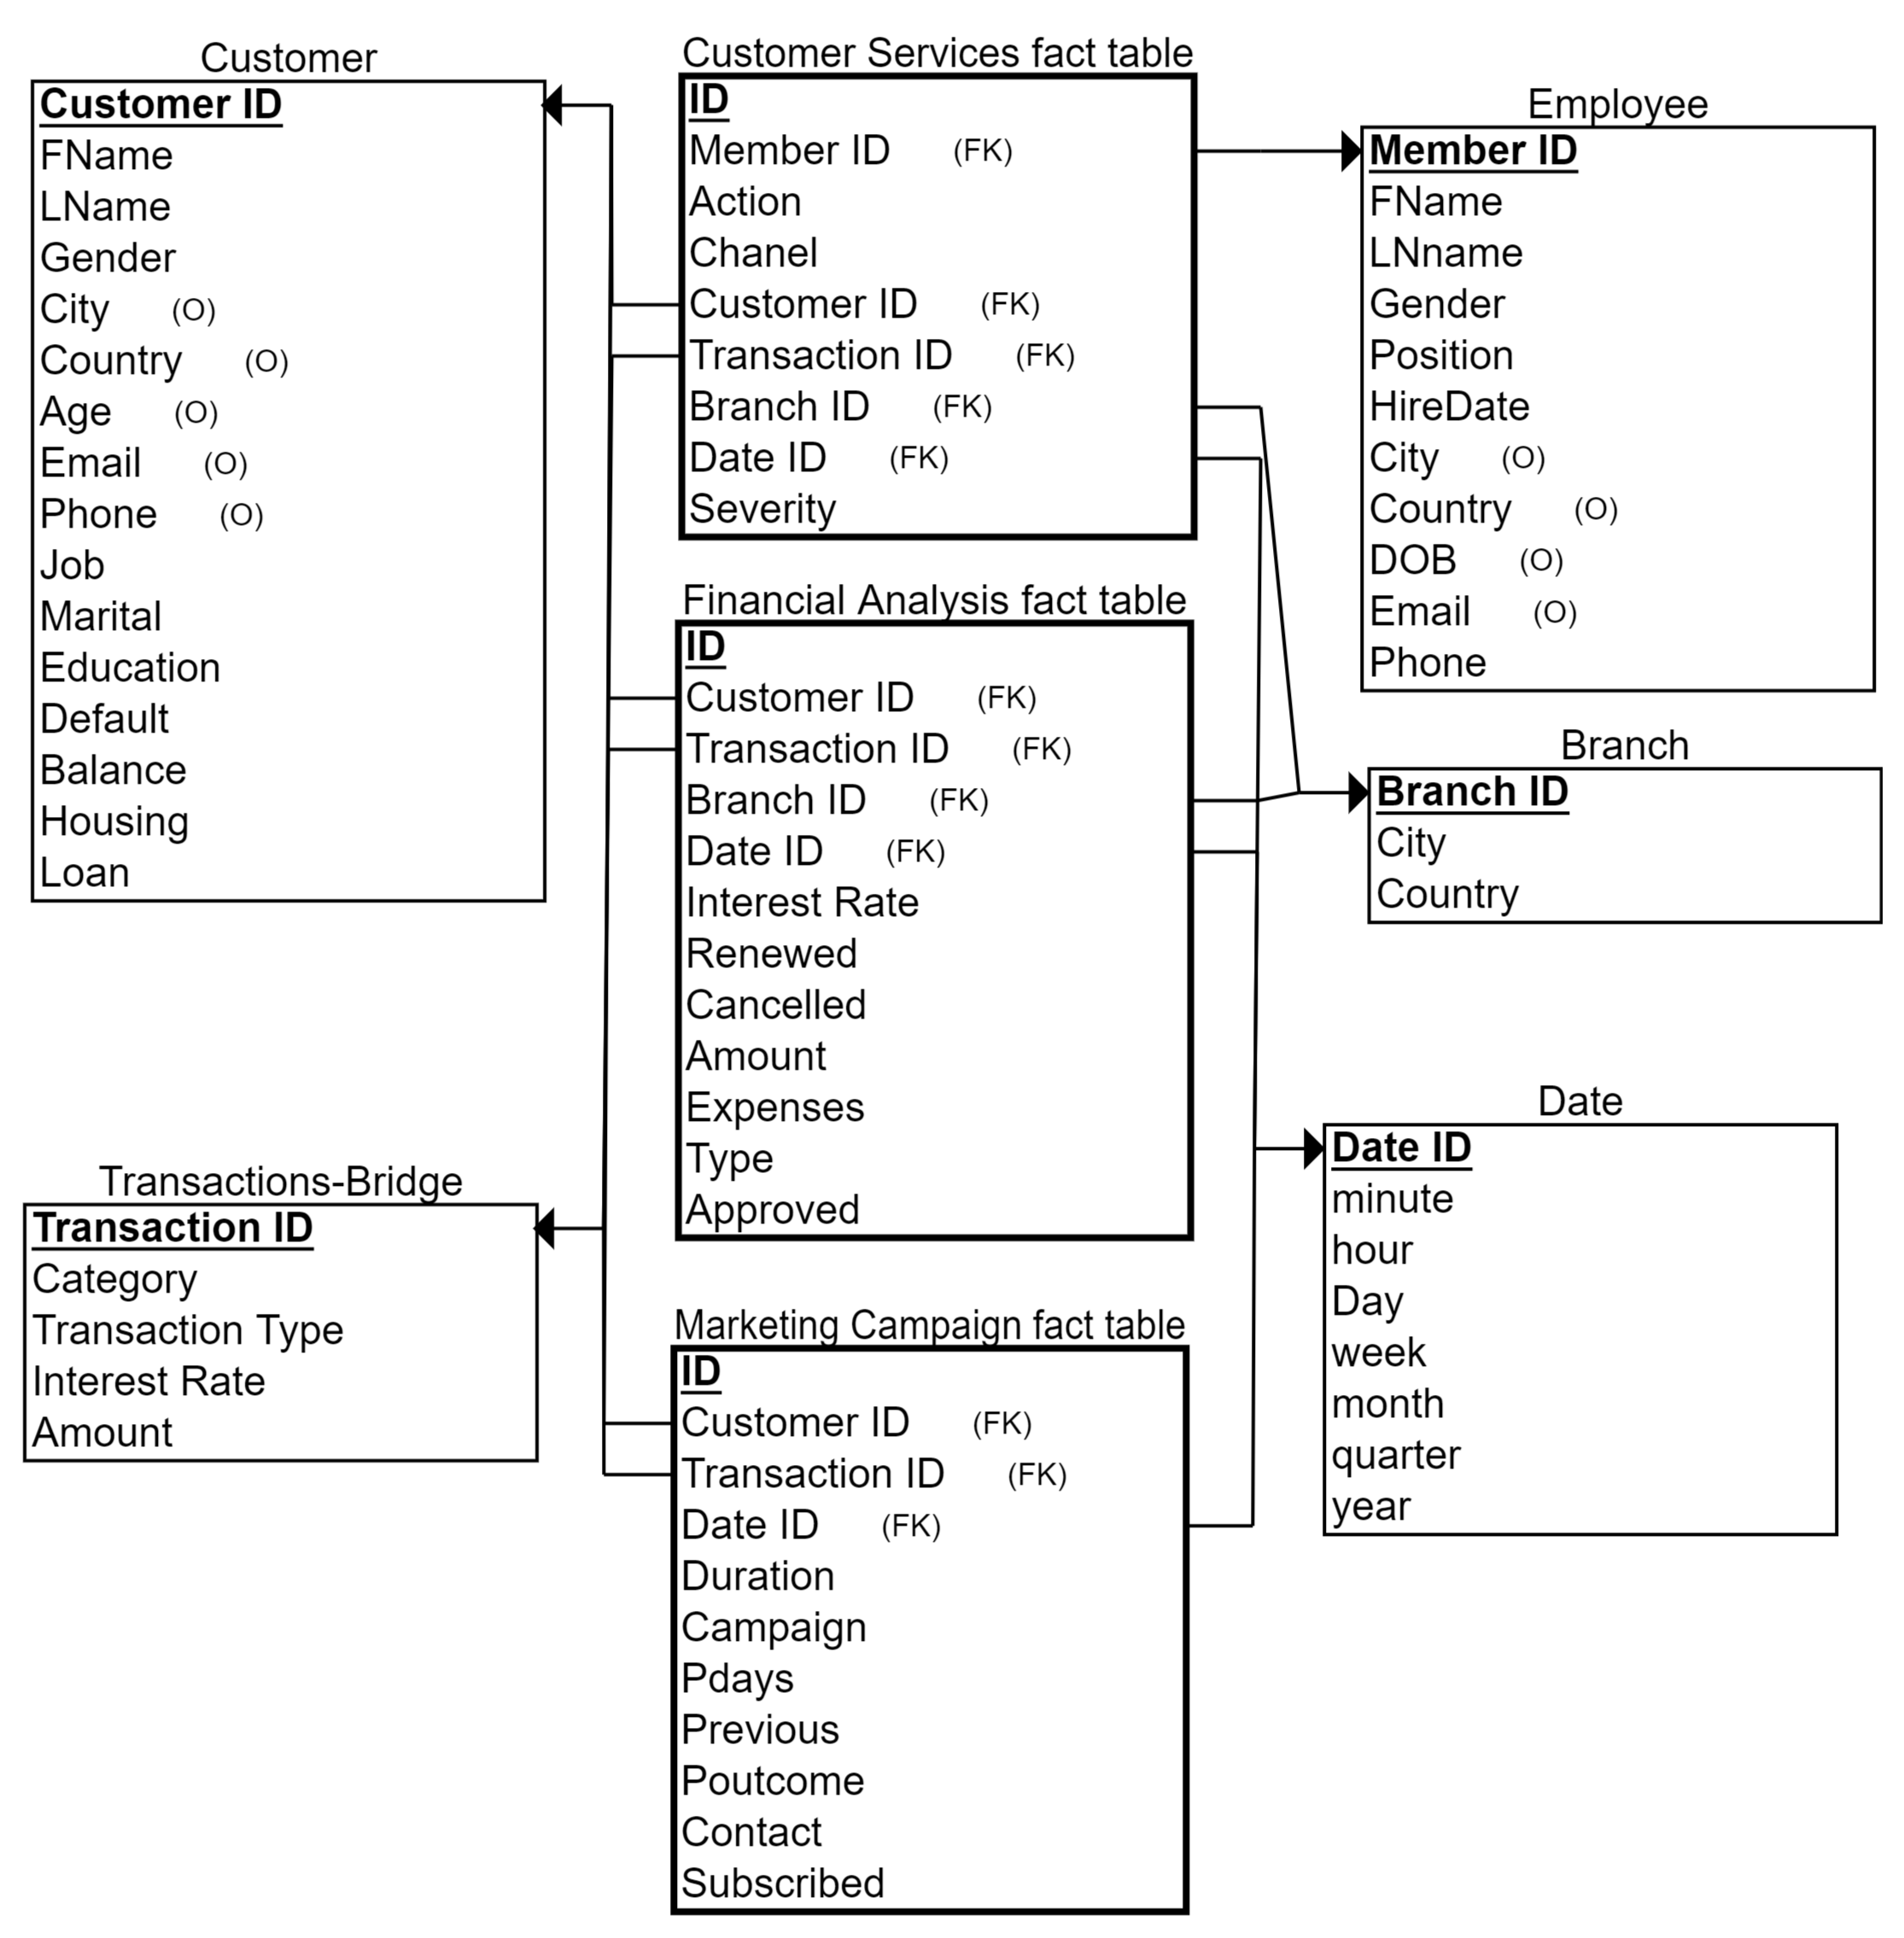 Customer
Customer ID
FName
LName
Gender
City (O)
Country (O)
Age (O)
Email (O)
Phone (O)
Job
Marital
Education
Default
Balance
Housing
Loan
Transactions-Bridge
Transaction ID
Category
Transaction Type
Interest Rate
Amount
Customer Services fact table
ID
Member ID (FK)
Action
Chanel
Customer ID (FK)
Transaction ID (FK)
Branch ID (FK)
Date ID (FK)
Severity
Financial Analysis fact table
ID
Customer ID (FK)
Transaction ID (FK)
Branch ID (FK)
Date ID (FK)
Interest Rate
Renewed
Cancelled
Amount
Expenses
Type
Approved
Marketing Campaign fact table
ID
Customer ID (FK)
Transaction ID (FK)
Date ID (FK)
Duration
Campaign
Pdays
Previous
Poutcome
Contact
Subscribed
Employee
Member ID
FName
LNname
Gender
Position
HireDate
City (O)
Country (O)
DOB (O)
Email (O)
Phone
Branch
Branch ID
City
Country
Date
Date ID
minute
hour
Day
week
month
quarter
year